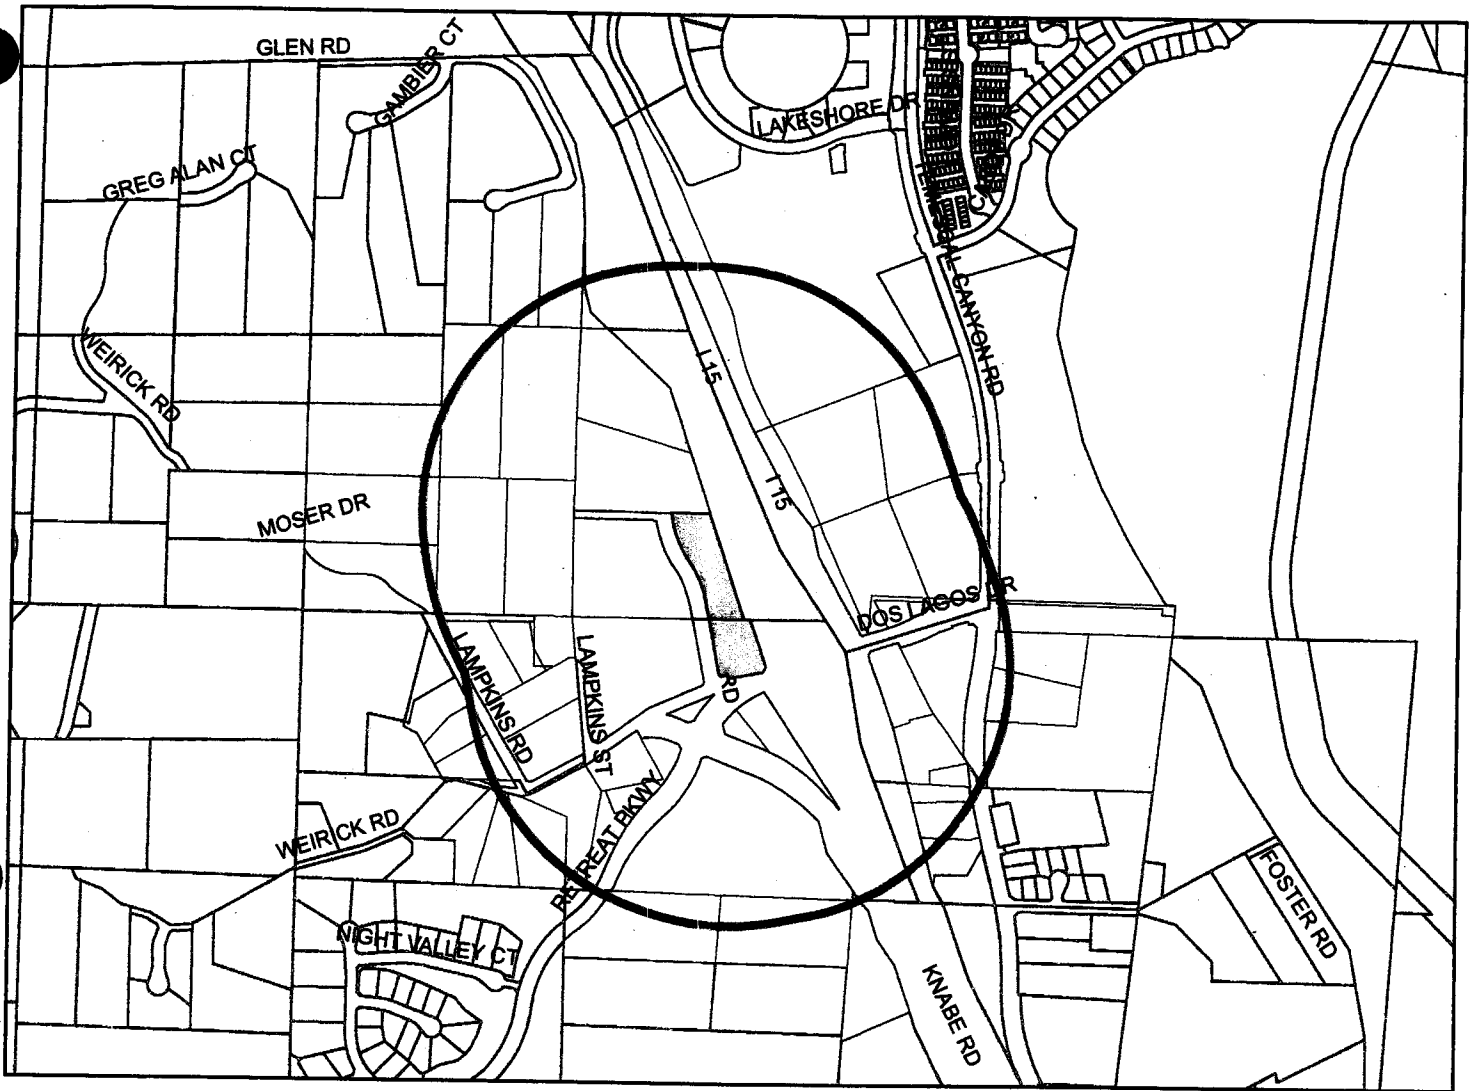 GLEN RD
GAMBIER CT
LAKESHORE DR
GREG ALAN CT
CANYON RD
WEIRICK RD
I 15
I 15
MOSER DR
DOS LAGOS DR
LAMPKINS RD
LAMPKINS ST
RD
RETREAT PKWY
WEIRICK RD
FOSTER RD
NIGHT VALLEY CT
KNABE RD